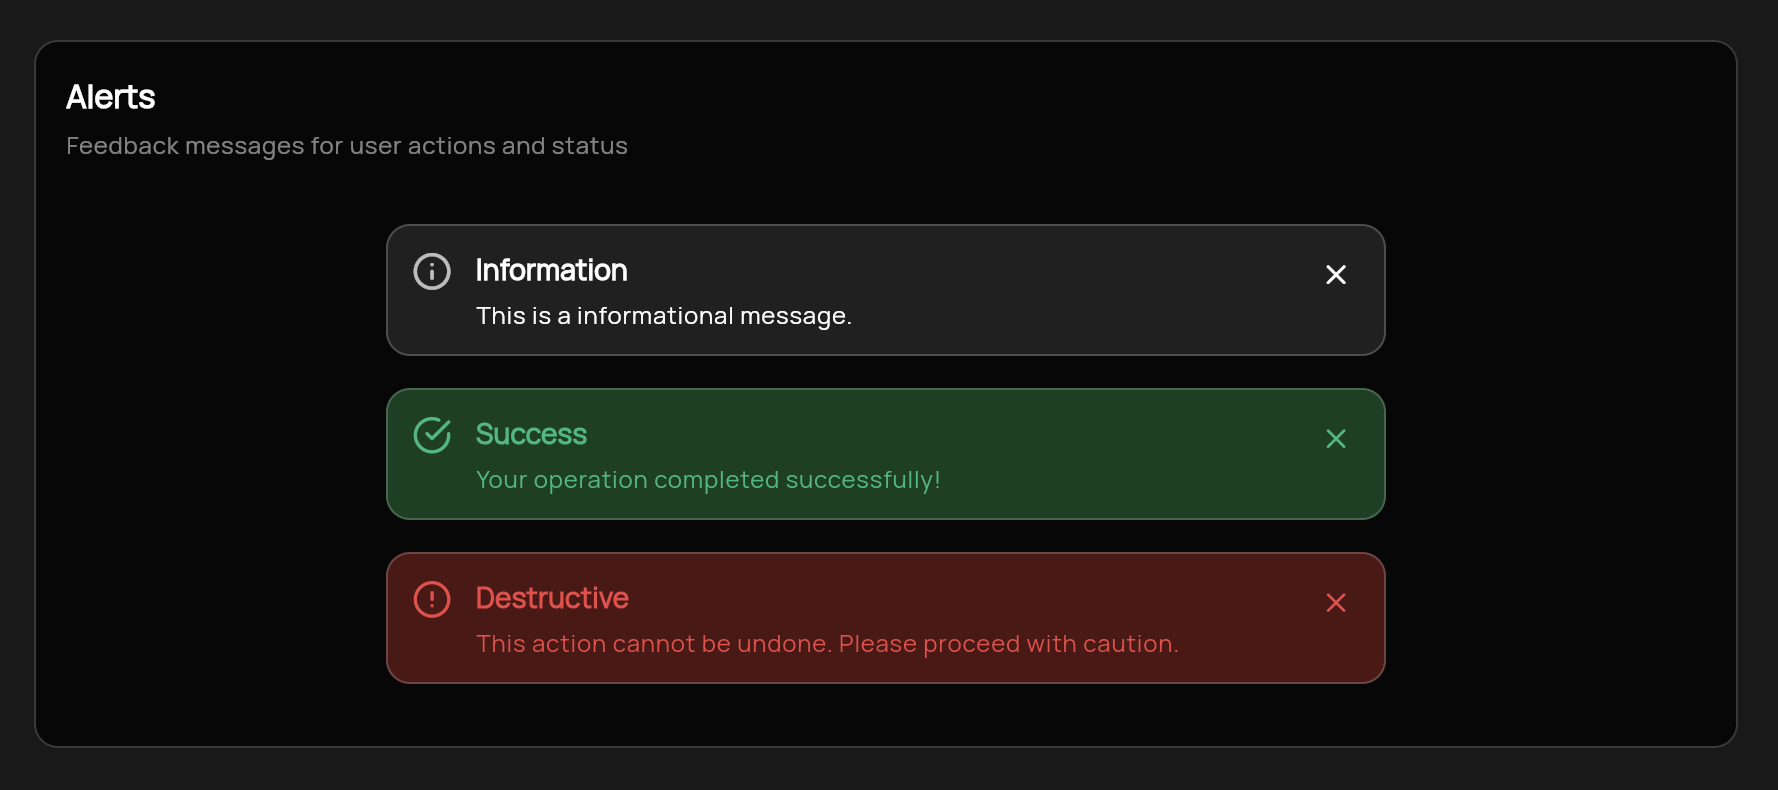 Alerts
Feedback messages for user actions and status
Information
This is a informational message.
Success
Your operation completed successfully!
Destructive
This action cannot be undone. Please proceed with caution.